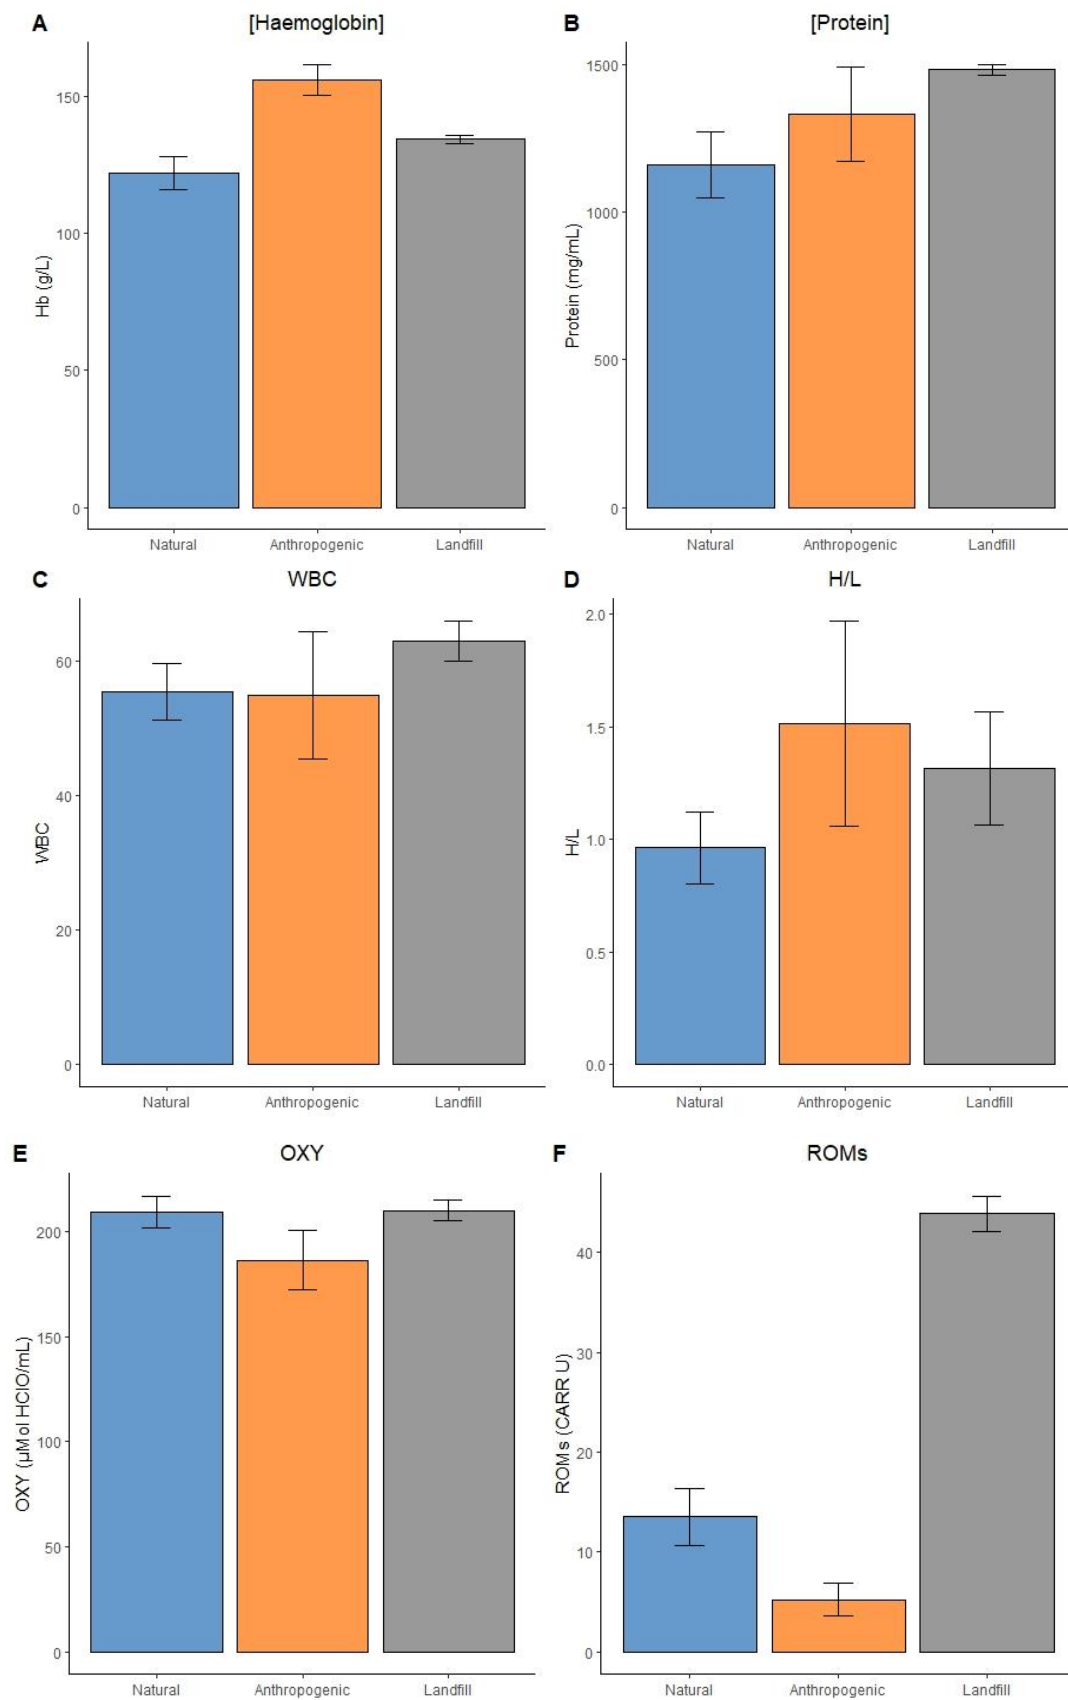 A [Haemoglobin]
Hb (g/L)
150
100
50
0
Natural Anthropogenic Landfill
B [Protein]
Protein (mg/mL)
1500
1000
500
0
Natural Anthropogenic Landfill
C WBC
WBC
60
40
20
0
Natural Anthropogenic Landfill
D H/L
H/L
2.0
1.5
1.0
0.5
0.0
Natural Anthropogenic Landfill
E OXY
OXY (µMol HClO/mL)
200
150
100
50
0
Natural Anthropogenic Landfill
F ROMs
ROMs (CARR U)
40
30
20
10
0
Natural Anthropogenic Landfill